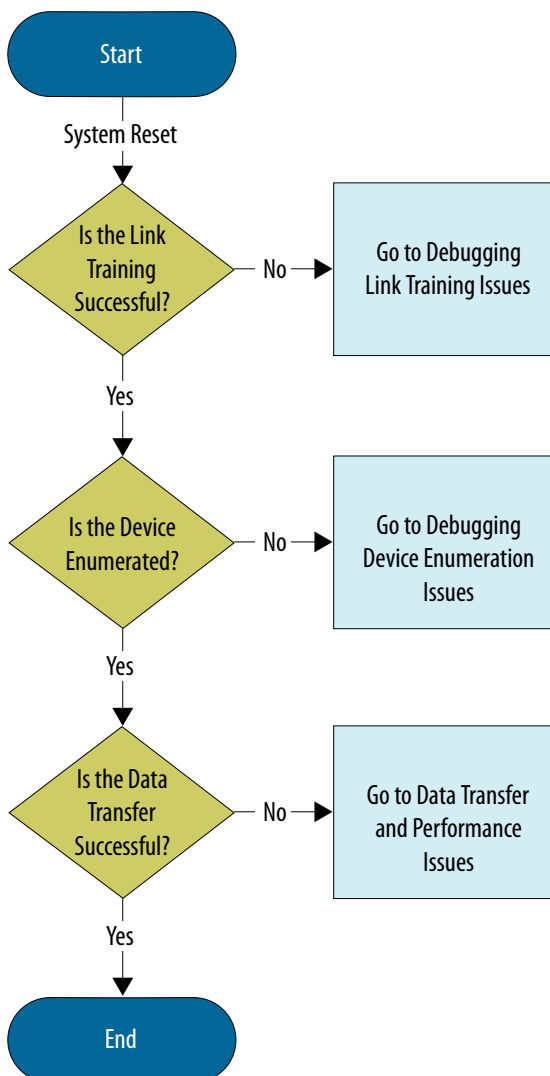 Start
System Reset
Is the Link
Training
Successful?
No
Go to Debugging
Link Training Issues
Yes
Is the Device
Enumerated?
No
Go to Debugging
Device Enumeration
Issues
Yes
Is the Data
Transfer
Successful?
No
Go to Data Transfer
and Performance
Issues
Yes
End